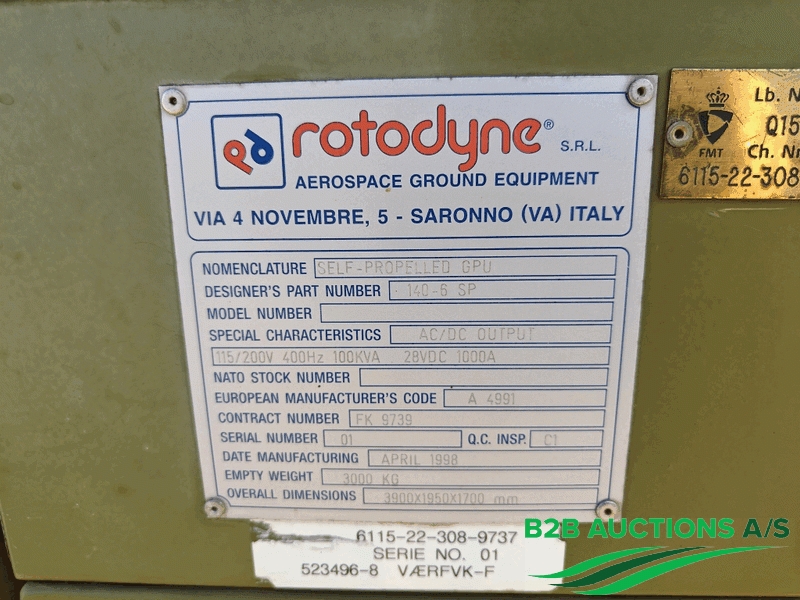 rotodyne® S.R.L.
AEROSPACE GROUND EQUIPMENT
VIA 4 NOVEMBRE, 5 - SARONNO (VA) ITALY
NOMENCLATURE SELF-PROPELLED GPU
DESIGNER'S PART NUMBER 140-6 SP
MODEL NUMBER
SPECIAL CHARACTERISTICS AC/DC OUTPUT
115/200V 400Hz 100KVA 28VDC 1000A
NATO STOCK NUMBER
EUROPEAN MANUFACTURER'S CODE A 4991
CONTRACT NUMBER FK 9739
SERIAL NUMBER 01 Q.C. INSP. C1
DATE MANUFACTURING APRIL 1998
EMPTY WEIGHT 3000 KG
OVERALL DIMENSIONS 3900X1950X1700 mm
Lb. N
Q15
FMT Ch. Nr
6115-22-308
6115-22-308-9737
SERIE NO. 01
523496-8 VÆRFVK-F
B2B AUCTIONS A/S